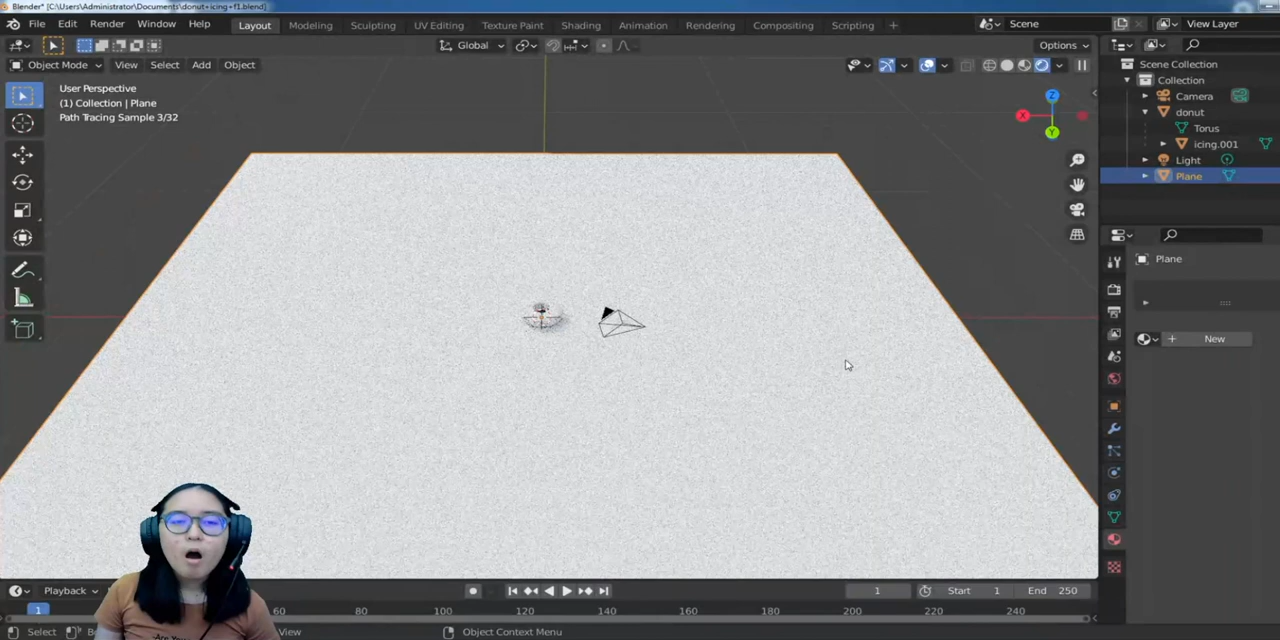 Blender* [C:\Users\Administrator\Documents\donut+icing+f1.blend]
File Edit Render Window Help Layout Modeling Sculpting UV Editing Texture Paint Shading Animation Rendering Compositing Scripting + Scene View Layer
Global Options
Object Mode View Select Add Object
User Perspective
(1) Collection | Plane
Path Tracing Sample 3/32
Z
X
Y
Scene Collection
Collection
Camera
donut
Torus
icing.001
Light
Plane
Plane
+ New
Playback 1 Start 1 End 250
1 60 80 100 120 140 160 180 200 220 240
Select View Object Context Menu